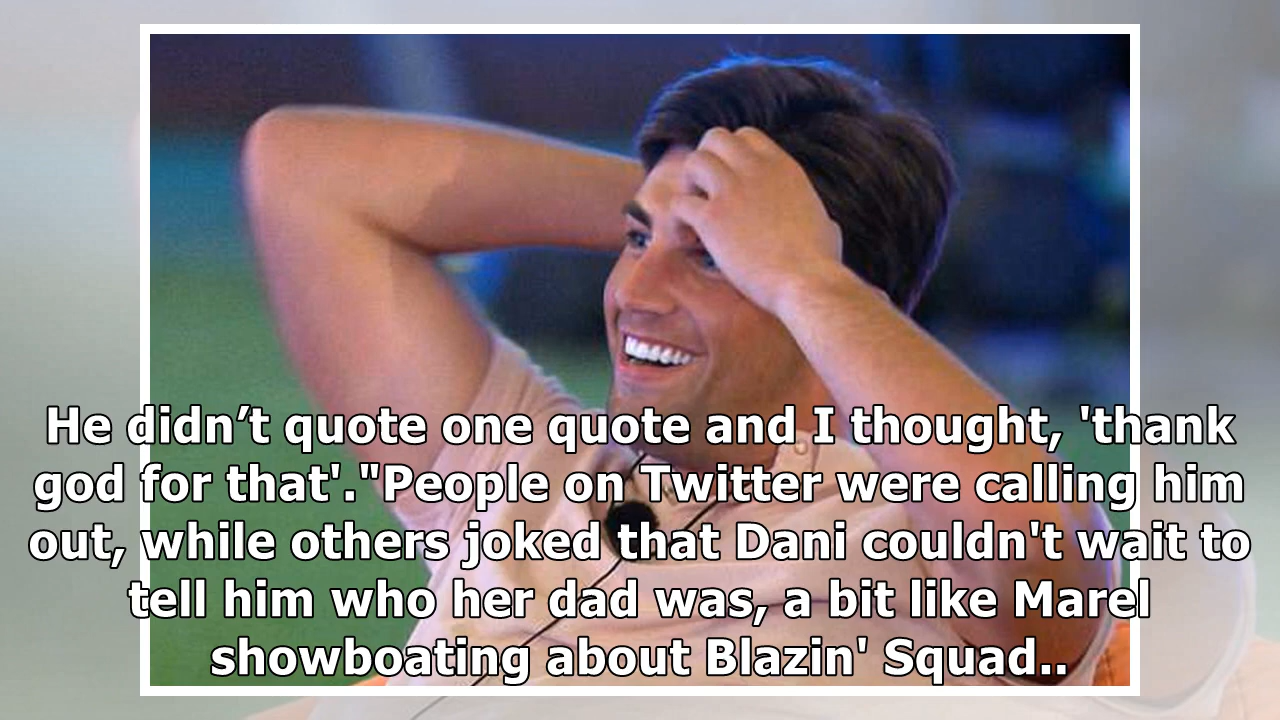 He didn’t quote one quote and I thought, 'thank
god for that'."People on Twitter were calling him
out, while others joked that Dani couldn't wait to
tell him who her dad was, a bit like Marel
showboating about Blazin' Squad..